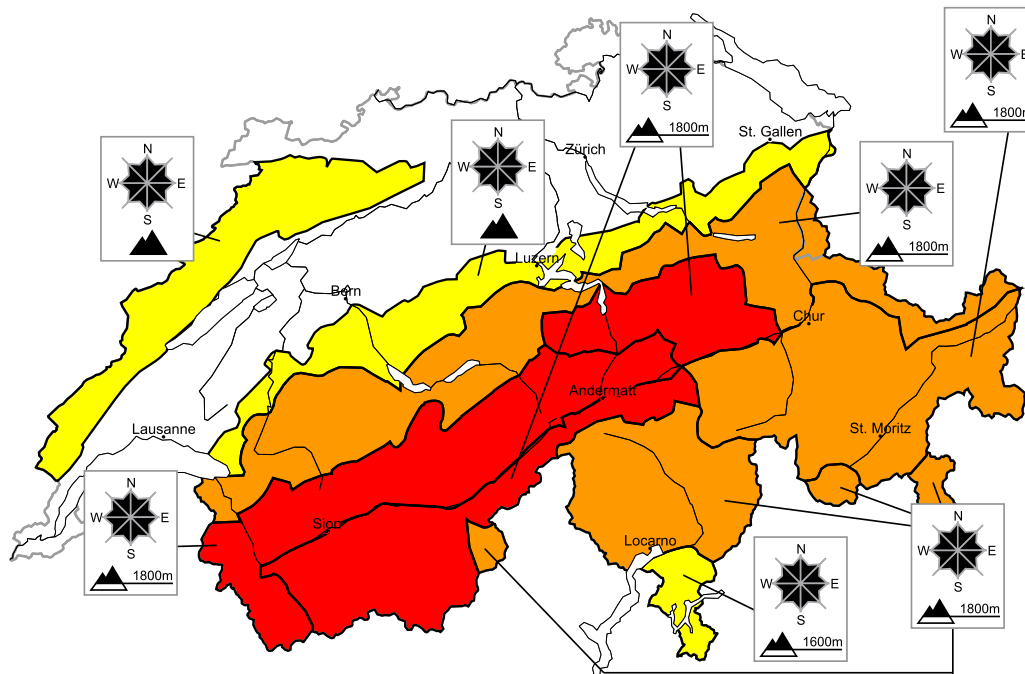 N
W E
S
1800m
N
W E
S
1800m
N
W E
S
N
W E
S
N
W E
S
1800m
St. Gallen
Zürich
Luzern
Bern
Chur
Andermatt
St. Moritz
Lausanne
Sion
Locarno
N
W E
S
1800m
N
W E
S
1800m
N
W E
S
1600m